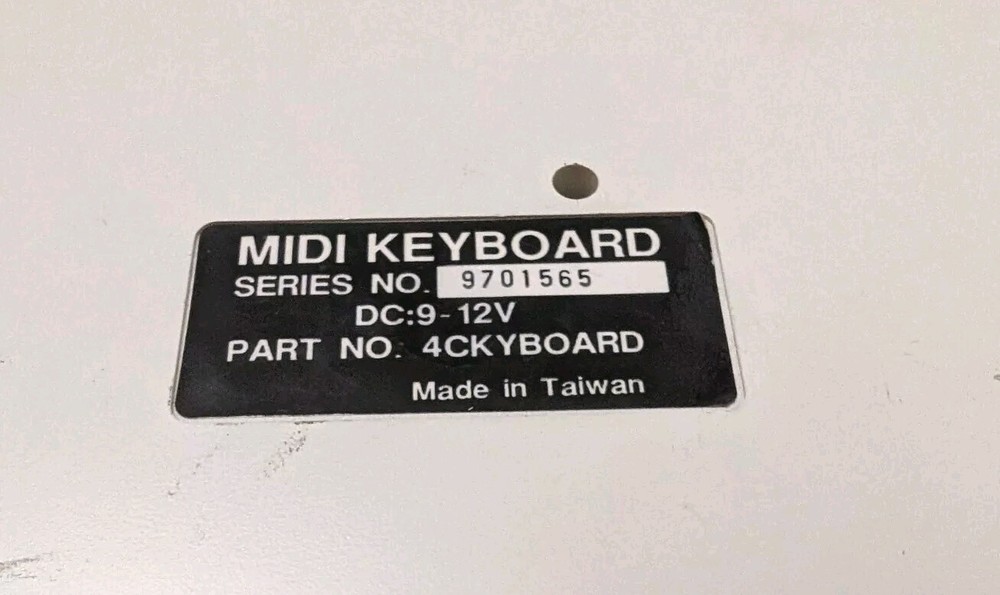 MIDI KEYBOARD
SERIES NO. 9701565
DC:9-12V
PART NO. 4CKYBOARD
Made in Taiwan